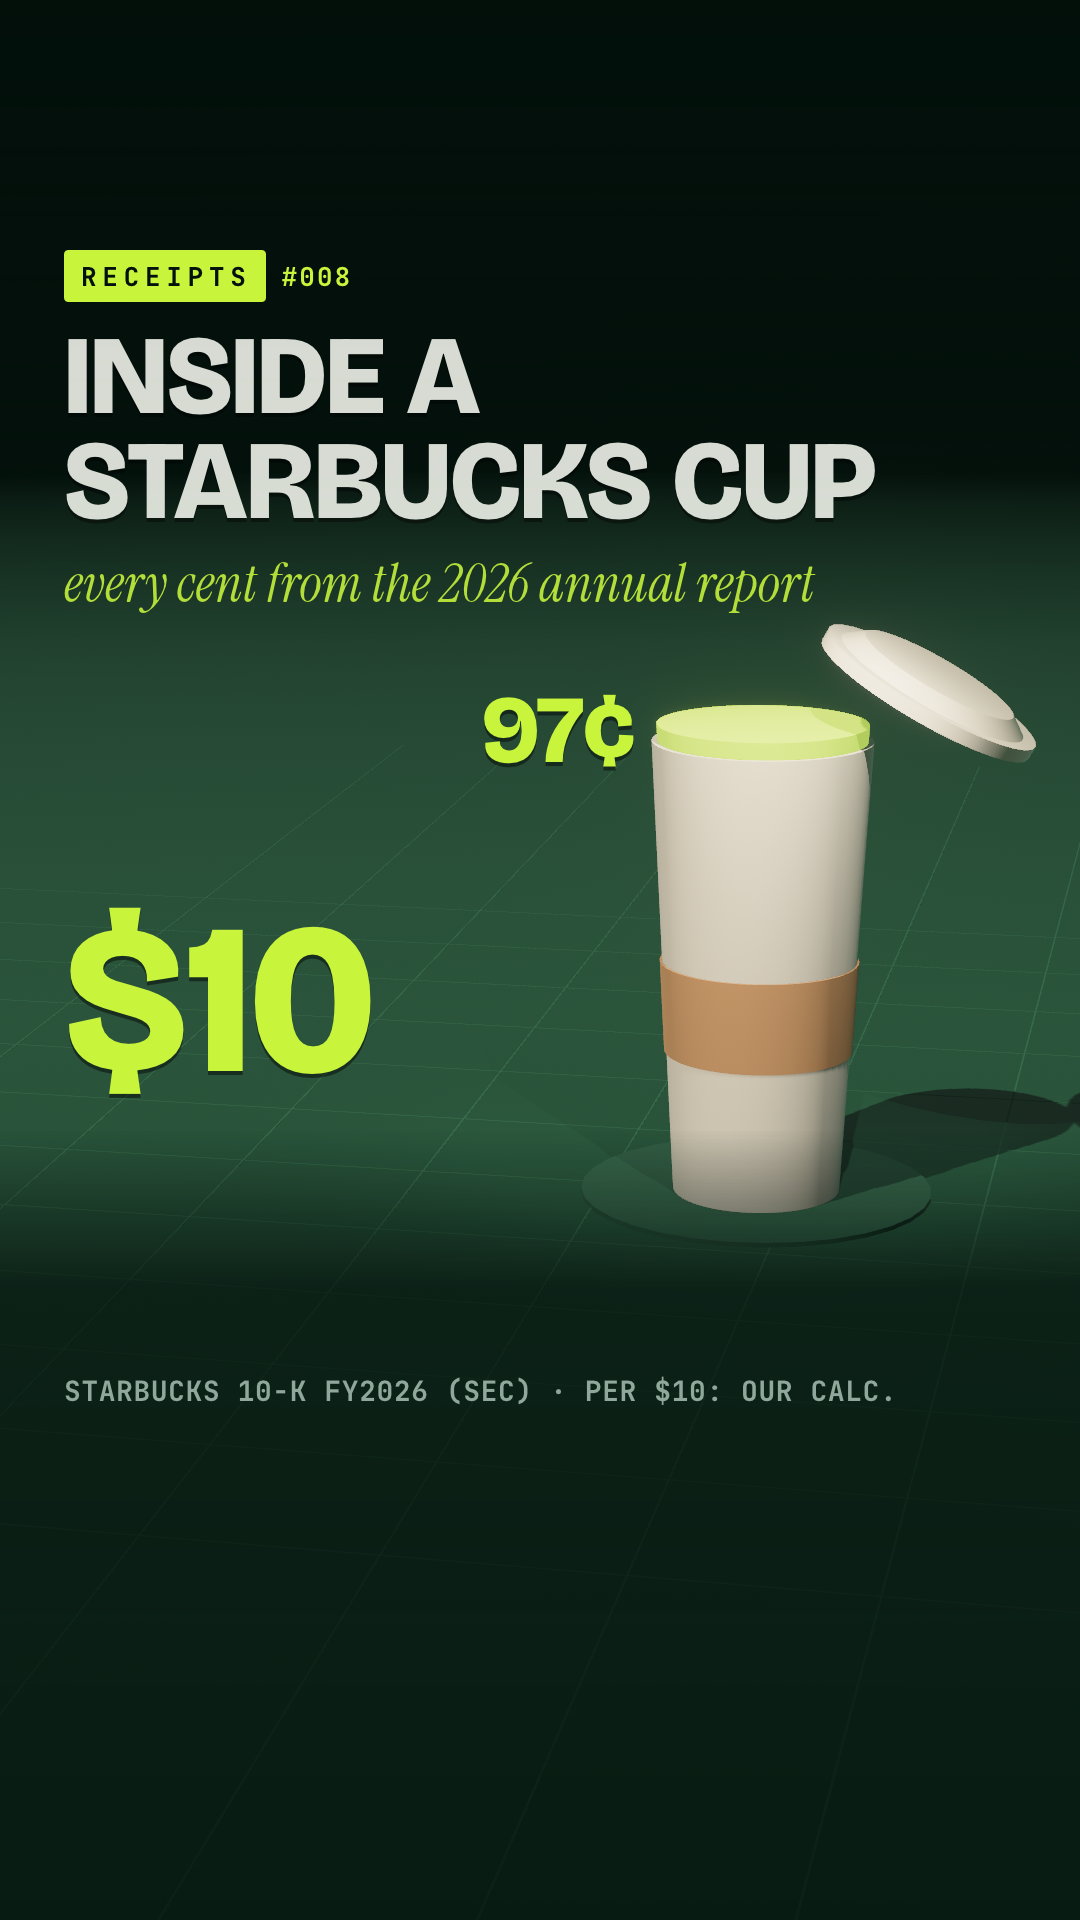 RECEIPTS #008
INSIDE A
STARBUCKS CUP
every cent from the 2026 annual report
97¢
$10
STARBUCKS 10-K FY2026 (SEC) · PER $10: OUR CALC.